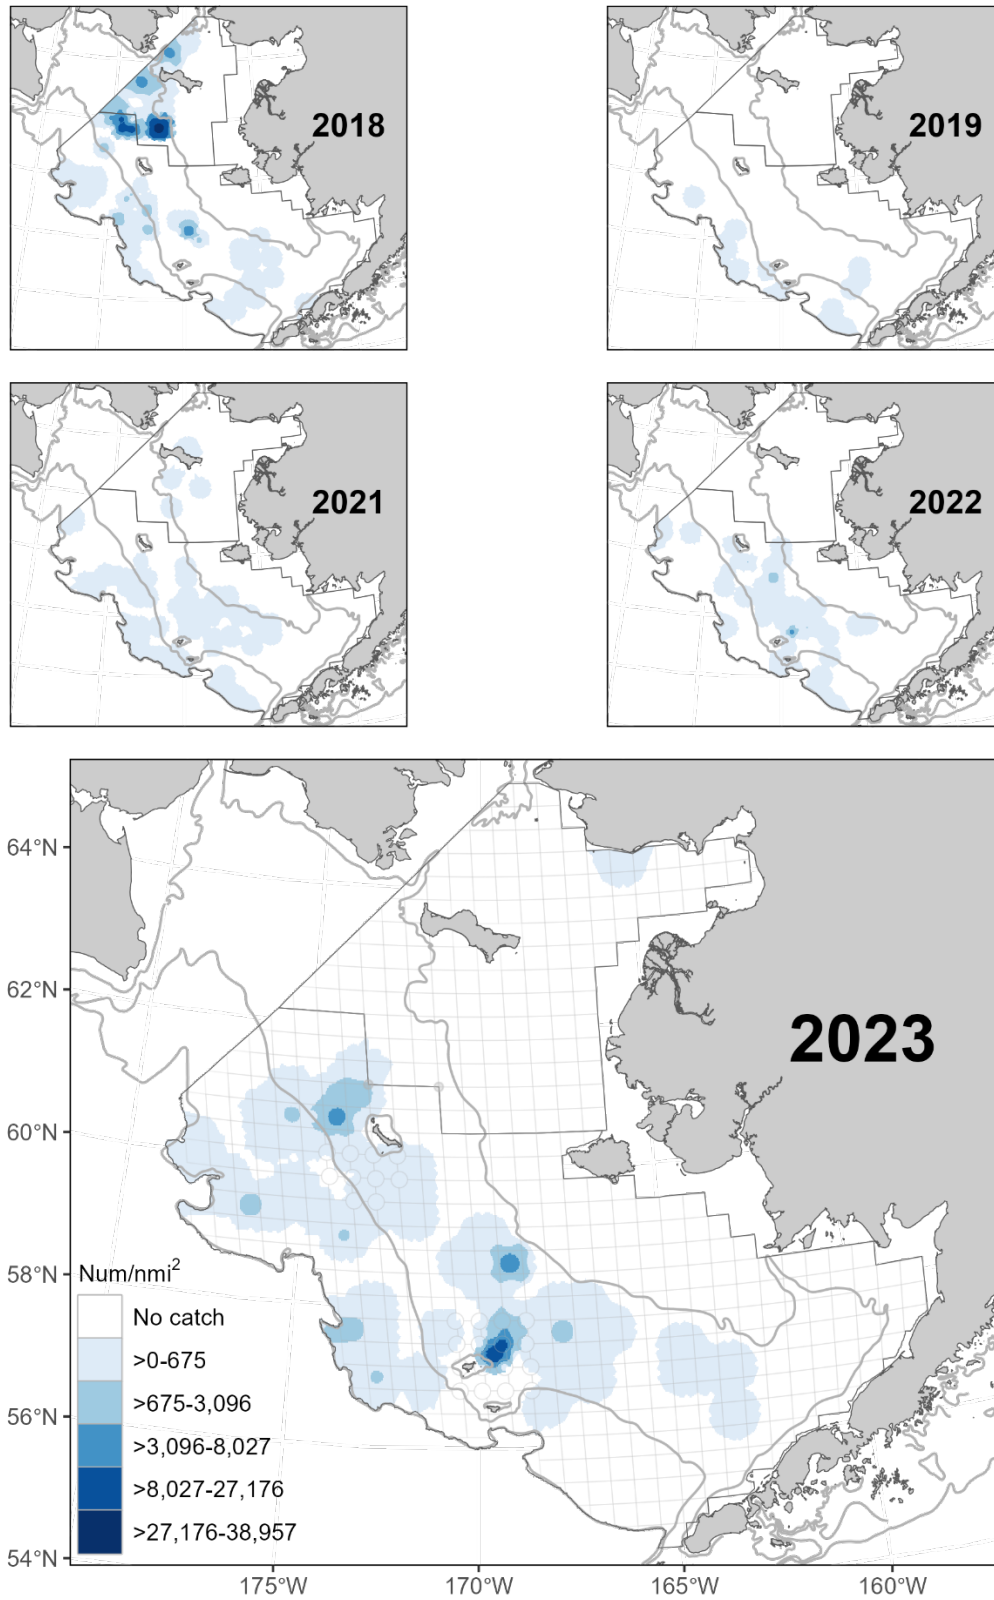 2018
2019
2021
2022
2023
64°N
62°N
60°N
58°N
56°N
54°N
Num/nmi²
No catch
>0-675
>675-3,096
>3,096-8,027
>8,027-27,176
>27,176-38,957
175°W
170°W
165°W
160°W